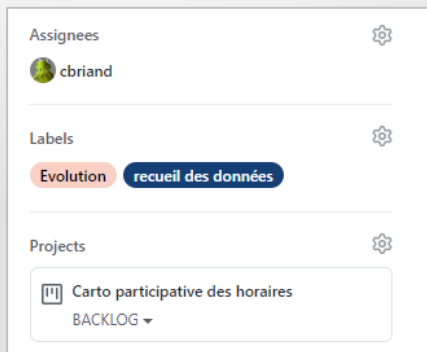 Assignees
cbriand
Labels
Evolution recueil des données
Projects
Carto participative des horaires
BACKLOG